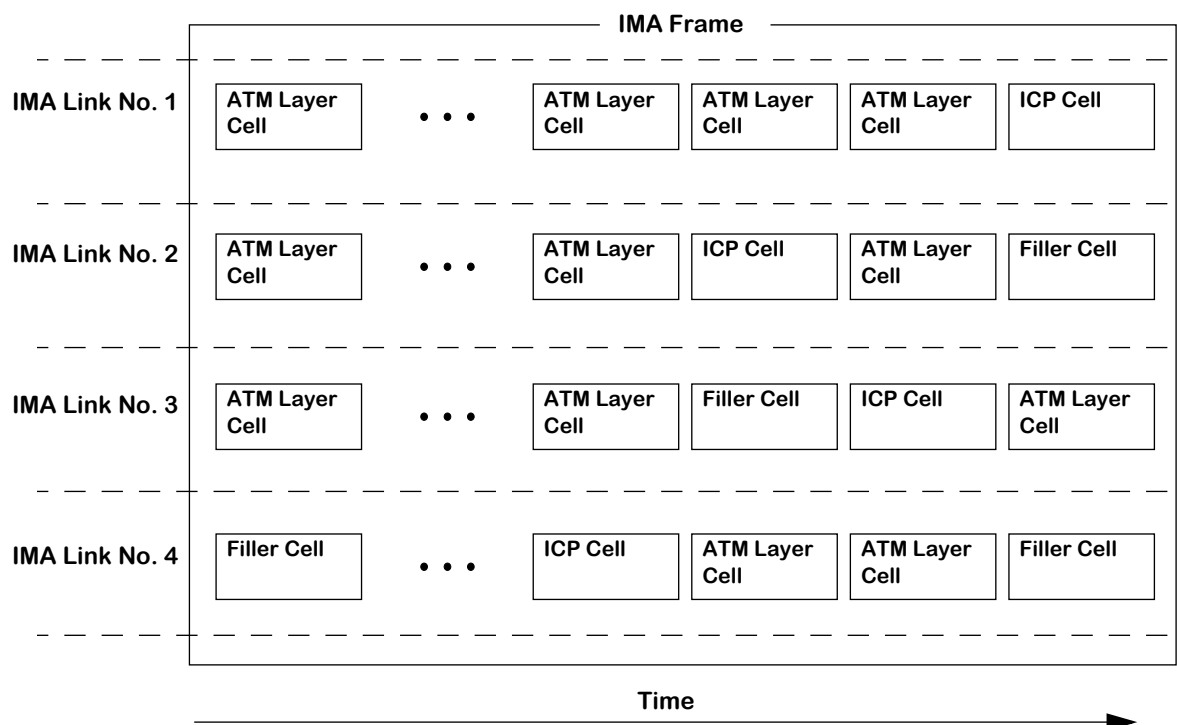 IMA Frame
IMA Link No. 1
ATM Layer
Cell
• • •
ATM Layer
Cell
ATM Layer
Cell
ATM Layer
Cell
ICP Cell
IMA Link No. 2
ATM Layer
Cell
• • •
ATM Layer
Cell
ICP Cell
ATM Layer
Cell
Filler Cell
IMA Link No. 3
ATM Layer
Cell
• • •
ATM Layer
Cell
Filler Cell
ICP Cell
ATM Layer
Cell
IMA Link No. 4
Filler Cell
• • •
ICP Cell
ATM Layer
Cell
ATM Layer
Cell
Filler Cell
Time